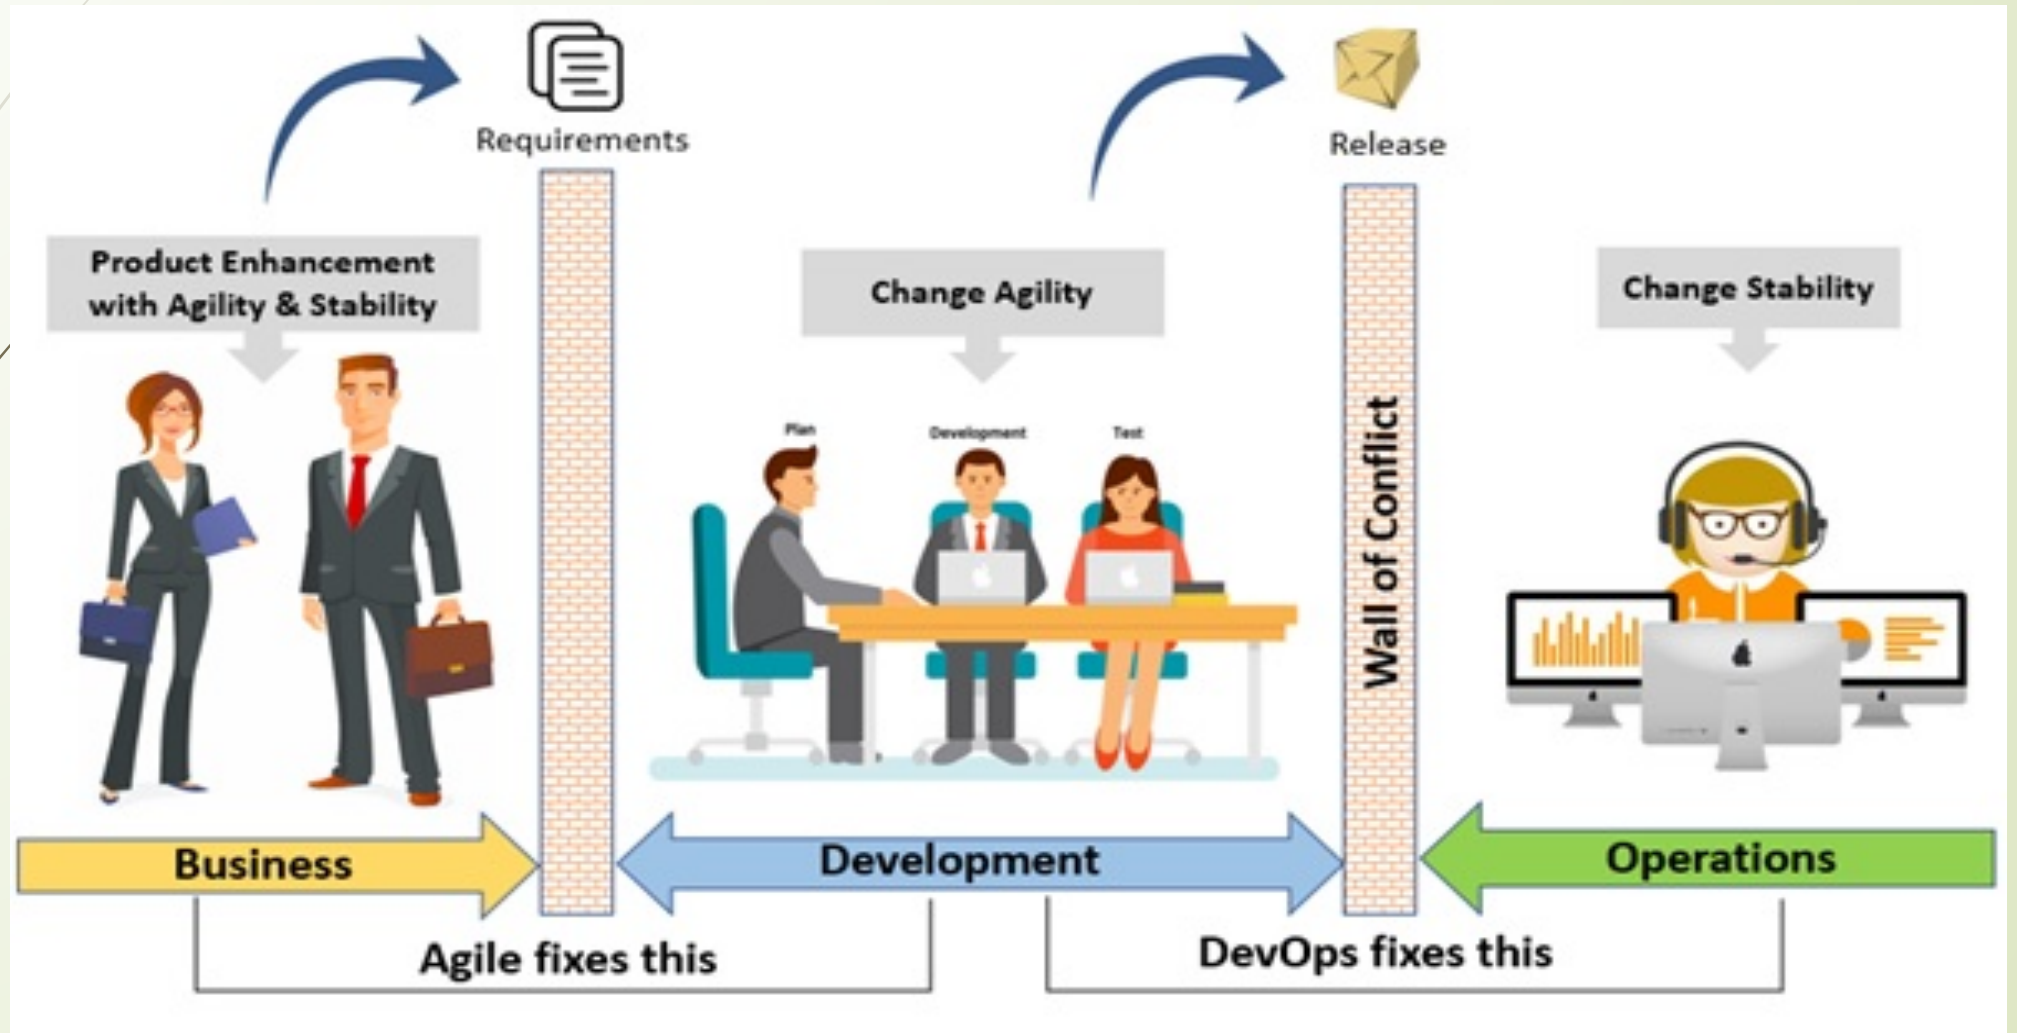 Requirements
Release
Product Enhancement
with Agility & Stability
Change Agility
Change Stability
Plan
Development
Test
Wall of Conflict
Business
Development
Operations
Agile fixes this
DevOps fixes this